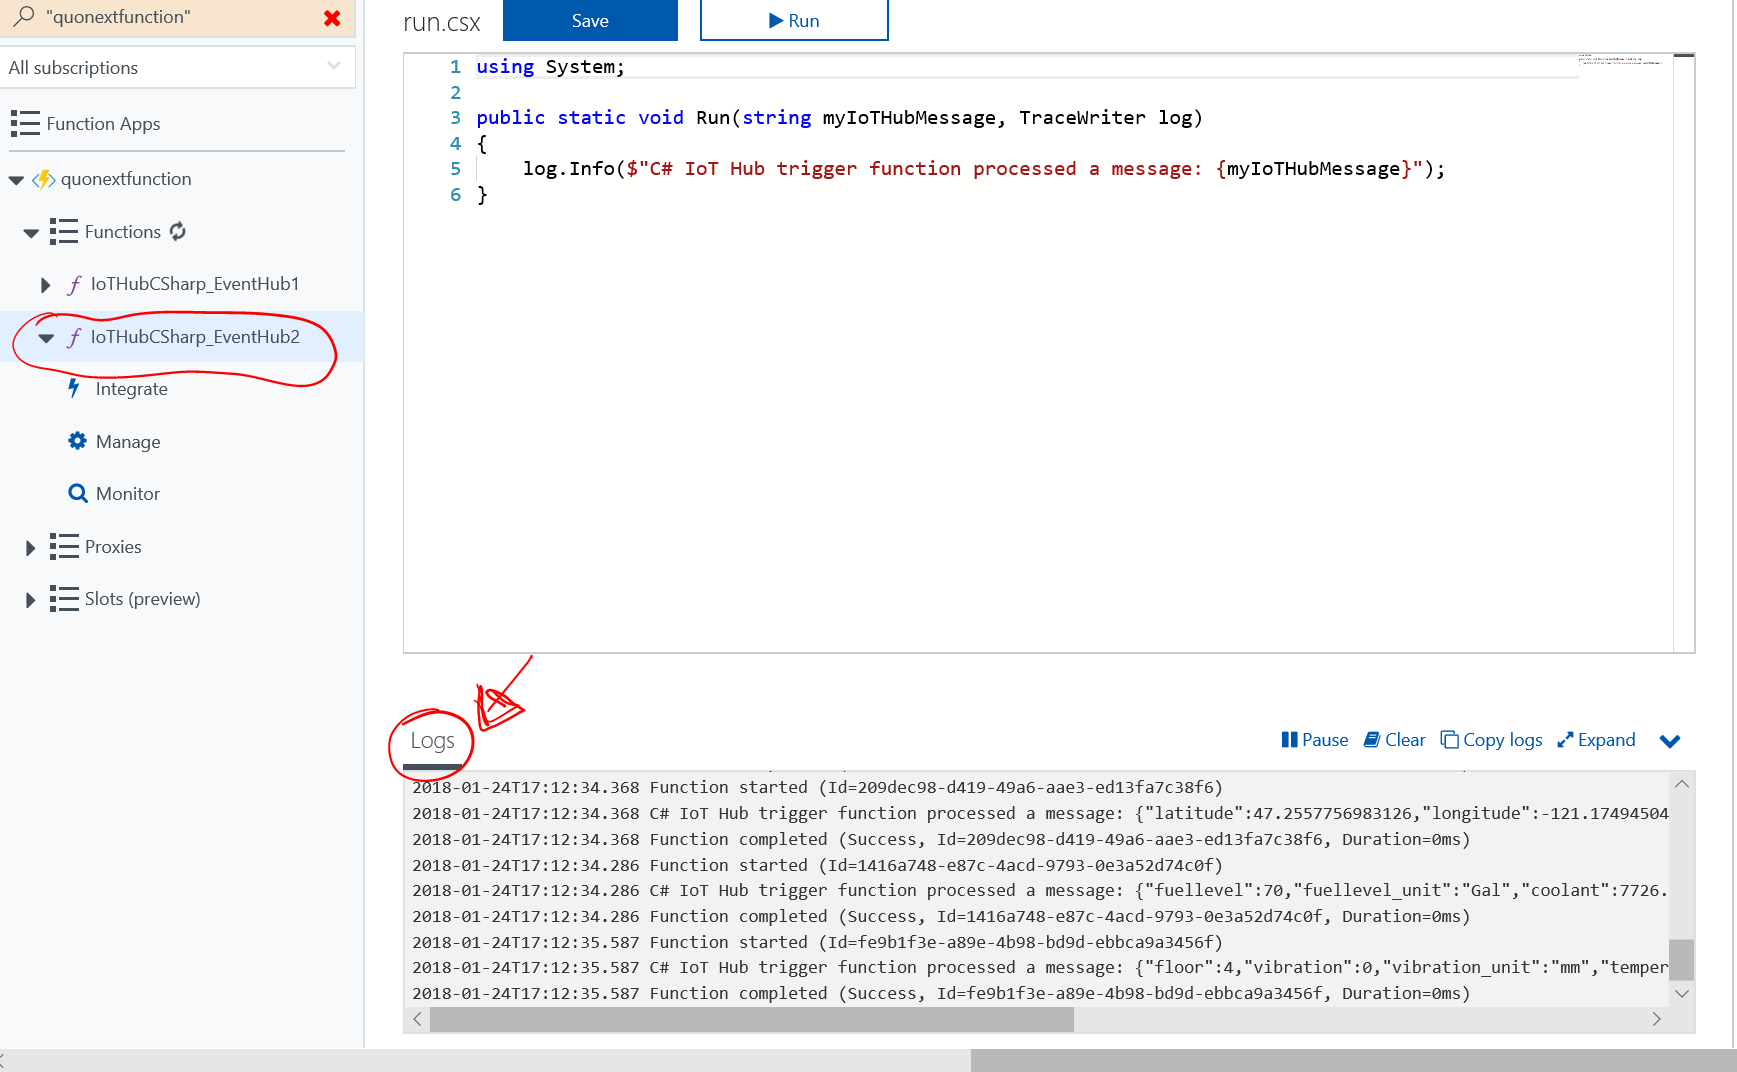 "quonextfunction"
All subscriptions
Function Apps
quonextfunction
Functions
IoTHubCSharp_EventHub1
IoTHubCSharp_EventHub2
Integrate
Manage
Monitor
Proxies
Slots (preview)
run.csx
Save
Run
1 using System;
2
3 public static void Run(string myIoTHubMessage, TraceWriter log)
4 {
5 log.Info($"C# IoT Hub trigger function processed a message: {myIoTHubMessage}");
6 }
Logs
Pause Clear Copy logs Expand
2018-01-24T17:12:34.368 Function started (Id=209dec98-d419-49a6-aae3-ed13fa7c38f6)
2018-01-24T17:12:34.368 C# IoT Hub trigger function processed a message: {"latitude":47.2557756983126,"longitude":-121.17494504
2018-01-24T17:12:34.368 Function completed (Success, Id=209dec98-d419-49a6-aae3-ed13fa7c38f6, Duration=0ms)
2018-01-24T17:12:34.286 Function started (Id=1416a748-e87c-4acd-9793-0e3a52d74c0f)
2018-01-24T17:12:34.286 C# IoT Hub trigger function processed a message: {"fuellevel":70,"fuellevel_unit":"Gal","coolant":7726.
2018-01-24T17:12:34.286 Function completed (Success, Id=1416a748-e87c-4acd-9793-0e3a52d74c0f, Duration=0ms)
2018-01-24T17:12:35.587 Function started (Id=fe9b1f3e-a89e-4b98-bd9d-ebbca9a3456f)
2018-01-24T17:12:35.587 C# IoT Hub trigger function processed a message: {"floor":4,"vibration":0,"vibration_unit":"mm","temper
2018-01-24T17:12:35.587 Function completed (Success, Id=fe9b1f3e-a89e-4b98-bd9d-ebbca9a3456f, Duration=0ms)